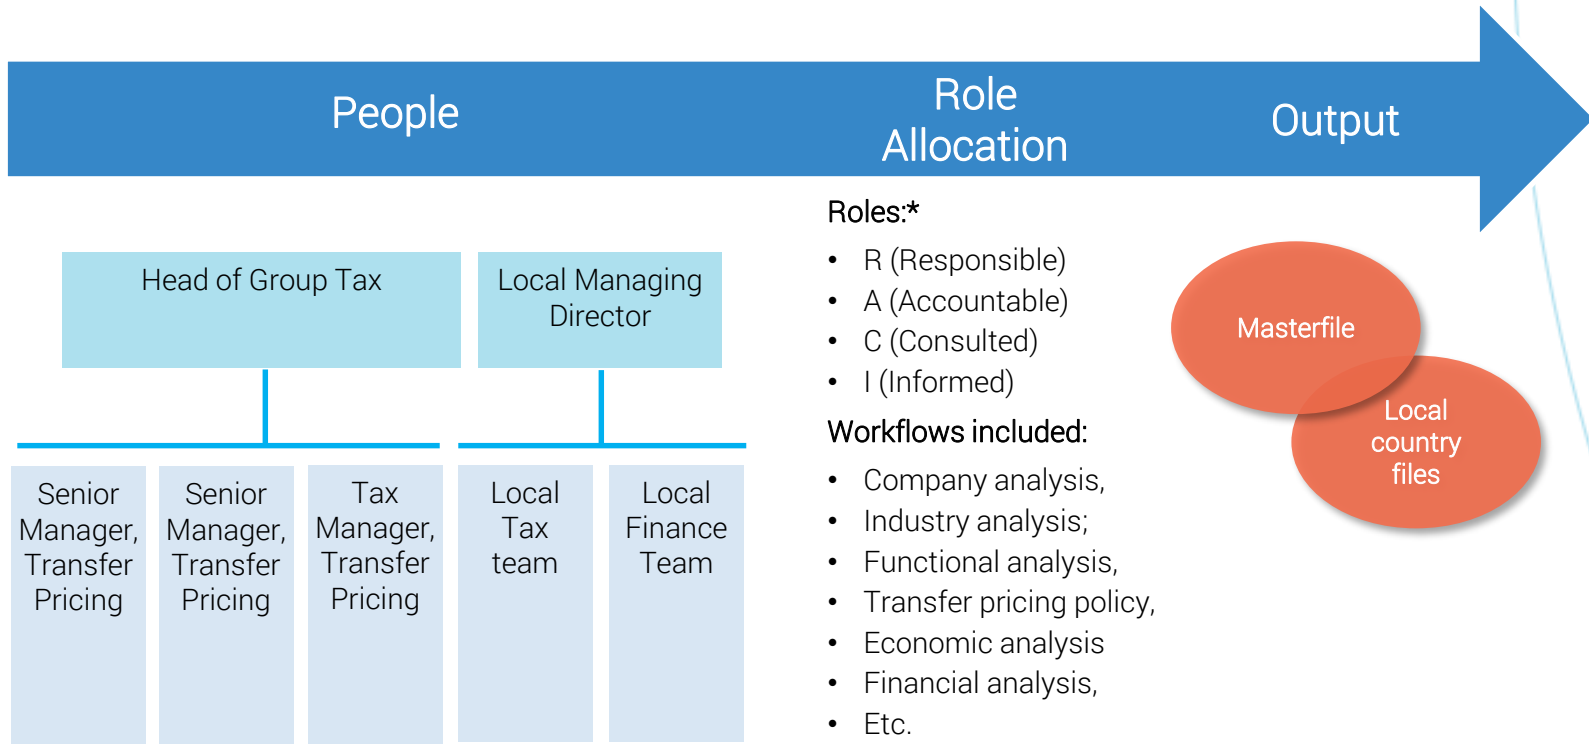 People
Role
Allocation
Output
Head of Group Tax
Local Managing
Director
Senior
Manager,
Transfer
Pricing
Senior
Manager,
Transfer
Pricing
Tax
Manager,
Transfer
Pricing
Local
Tax
team
Local
Finance
Team
Roles:*
• R (Responsible)
• A (Accountable)
• C (Consulted)
• I (Informed)
Workflows included:
• Company analysis,
• Industry analysis;
• Functional analysis,
• Transfer pricing policy,
• Economic analysis
• Financial analysis,
• Etc.
Masterfile
Local
country
files